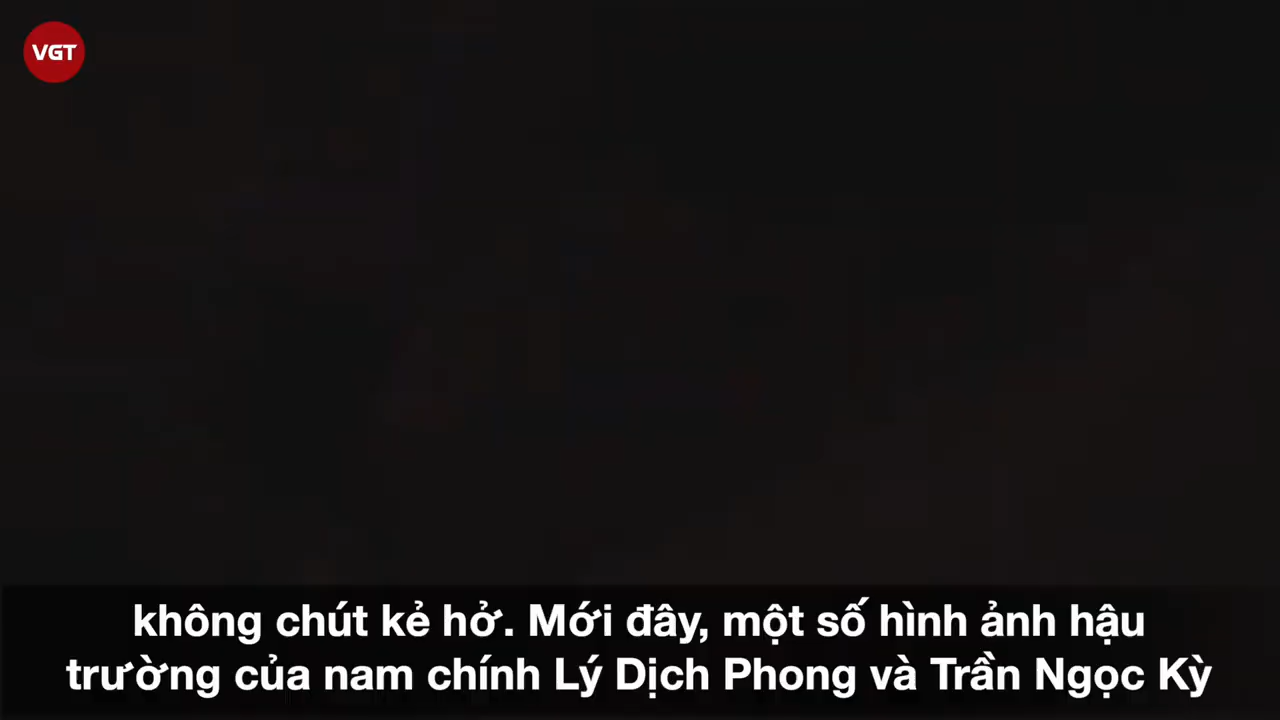 VGT
không chút kẻ hở. Mới đây, một số hình ảnh hậu
trường của nam chính Lý Dịch Phong và Trần Ngọc Kỳ